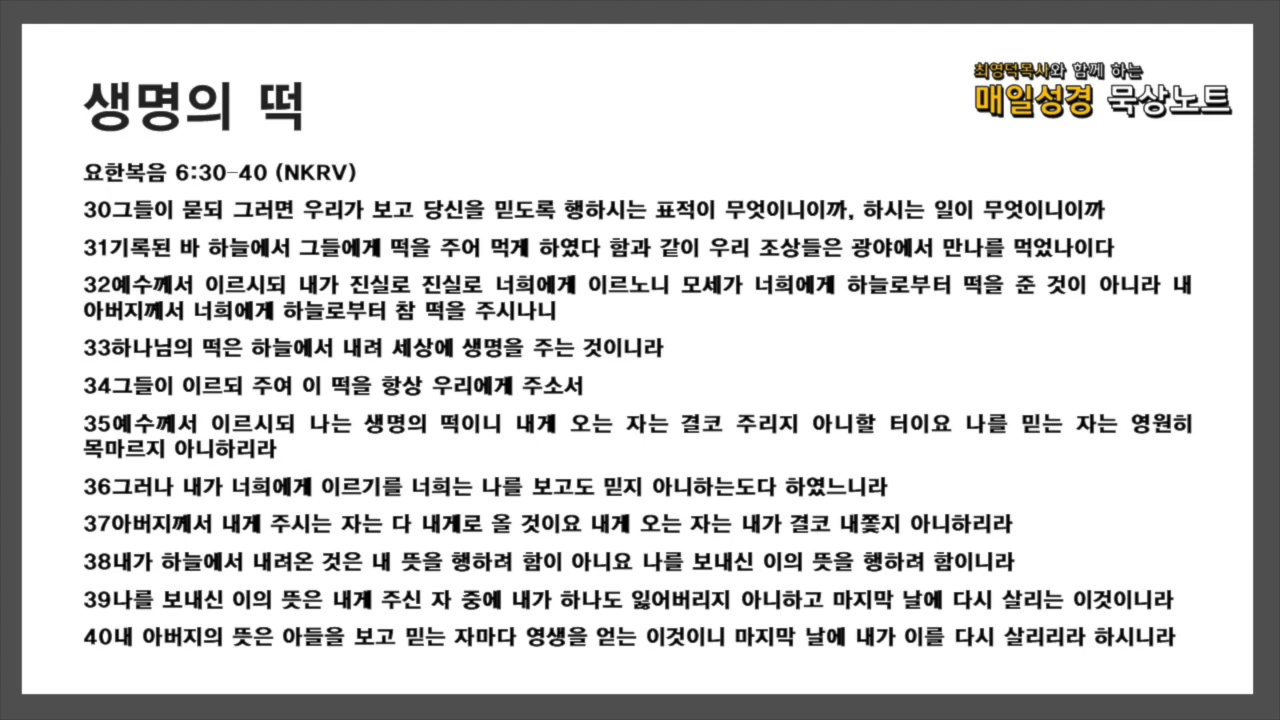 생명의 떡
최영덕목사와 함께 하는
매일성경 묵상노트
요한복음 6:30–40 (NKRV)
30그들이 묻되 그러면 우리가 보고 당신을 믿도록 행하시는 표적이 무엇이니이까, 하시는 일이 무엇이니이까
31기록된 바 하늘에서 그들에게 떡을 주어 먹게 하였다 함과 같이 우리 조상들은 광야에서 만나를 먹었나이다
32예수께서 이르시되 내가 진실로 진실로 너희에게 이르노니 모세가 너희에게 하늘로부터 떡을 준 것이 아니라 내
아버지께서 너희에게 하늘로부터 참 떡을 주시나니
33하나님의 떡은 하늘에서 내려 세상에 생명을 주는 것이니라
34그들이 이르되 주여 이 떡을 항상 우리에게 주소서
35예수께서 이르시되 나는 생명의 떡이니 내게 오는 자는 결코 주리지 아니할 터이요 나를 믿는 자는 영원히
목마르지 아니하리라
36그러나 내가 너희에게 이르기를 너희는 나를 보고도 믿지 아니하는도다 하였느니라
37아버지께서 내게 주시는 자는 다 내게로 올 것이요 내게 오는 자는 내가 결코 내쫓지 아니하리라
38내가 하늘에서 내려온 것은 내 뜻을 행하려 함이 아니요 나를 보내신 이의 뜻을 행하려 함이니라
39나를 보내신 이의 뜻은 내게 주신 자 중에 내가 하나도 잃어버리지 아니하고 마지막 날에 다시 살리는 이것이니라
40내 아버지의 뜻은 아들을 보고 믿는 자마다 영생을 얻는 이것이니 마지막 날에 내가 이를 다시 살리리라 하시니라